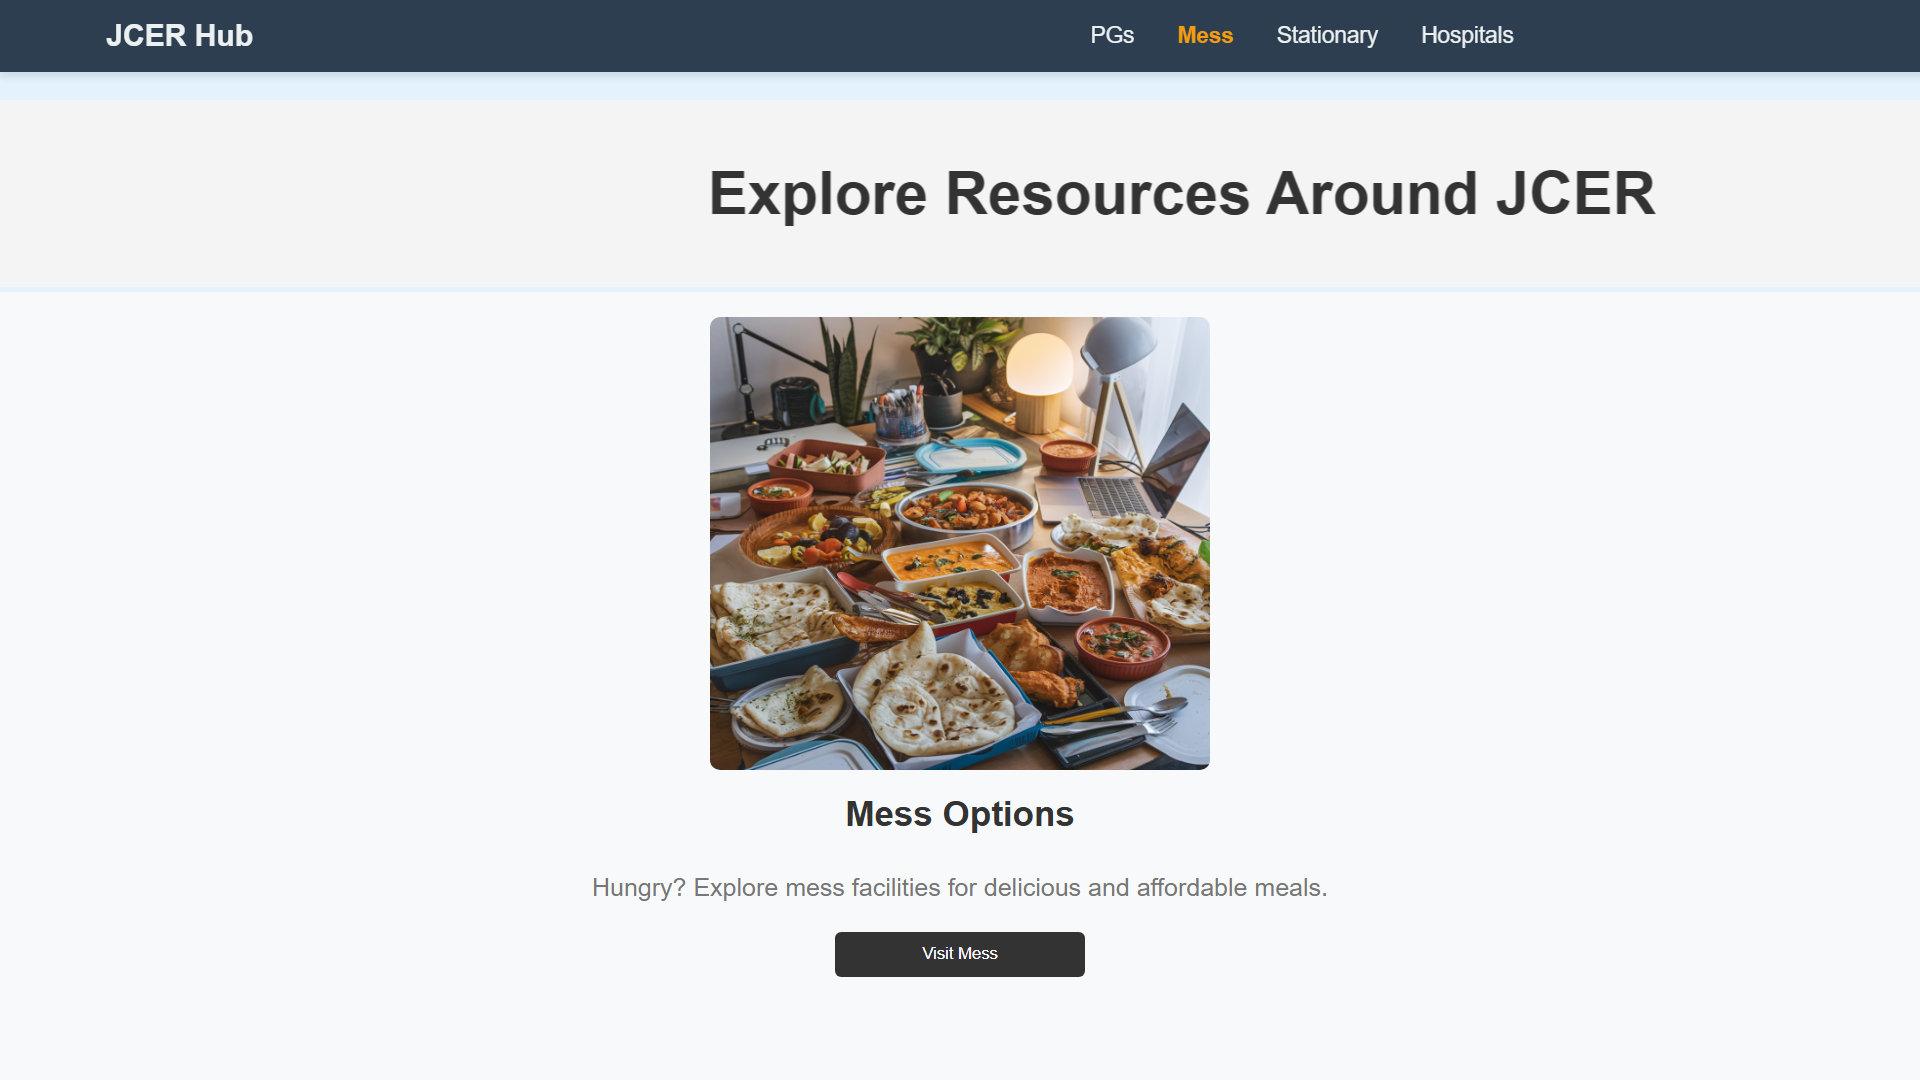 JCER Hub
PGs
Mess
Stationary
Hospitals
Explore Resources Around JCER
Mess Options
Hungry? Explore mess facilities for delicious and affordable meals.
Visit Mess